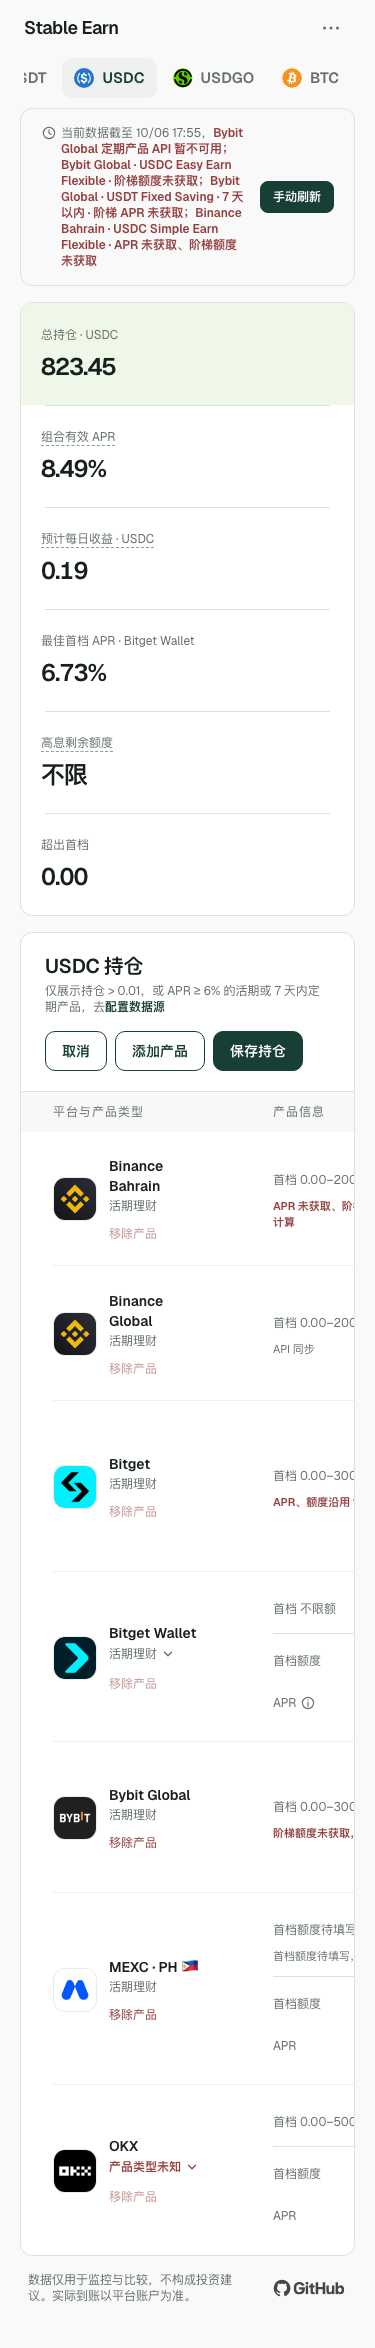 Stable Earn
SDT USDC USDGO BTC
当前数据截至 10/06 17:55，Bybit
Global 定期产品 API 暂不可用；
Bybit Global · USDC Easy Earn
Flexible · 阶梯额度未获取；Bybit
Global · USDT Fixed Saving · 7 天
以内 · 阶梯 APR 未获取；Binance
Bahrain · USDC Simple Earn
Flexible · APR 未获取、阶梯额度
未获取
手动刷新
总持仓 · USDC
823.45
组合有效 APR
8.49%
预计每日收益 · USDC
0.19
最佳首档 APR · Bitget Wallet
6.73%
高息剩余额度
不限
超出首档
0.00
USDC 持仓
仅展示持仓 > 0.01，或 APR ≥ 6% 的活期或 7 天内定
期产品，去配置数据源
取消 添加产品 保存持仓
平台与产品类型 产品信息
Binance
Bahrain
活期理财
移除产品
首档 0.00–200
APR 未获取、阶
计算
Binance
Global
活期理财
移除产品
首档 0.00–200
API 同步
Bitget
活期理财
移除产品
首档 0.00–300
APR、额度沿用
Bitget Wallet
活期理财
移除产品
首档 不限额
首档额度
APR
Bybit Global
活期理财
移除产品
首档 0.00–300
阶梯额度未获取，
MEXC · PH 🇵🇭
活期理财
移除产品
首档额度待填写
首档额度待填写，
首档额度
APR
OKX
产品类型未知
移除产品
首档 0.00–500
首档额度
APR
数据仅用于监控与比较，不构成投资建
议。实际到账以平台账户为准。
GitHub